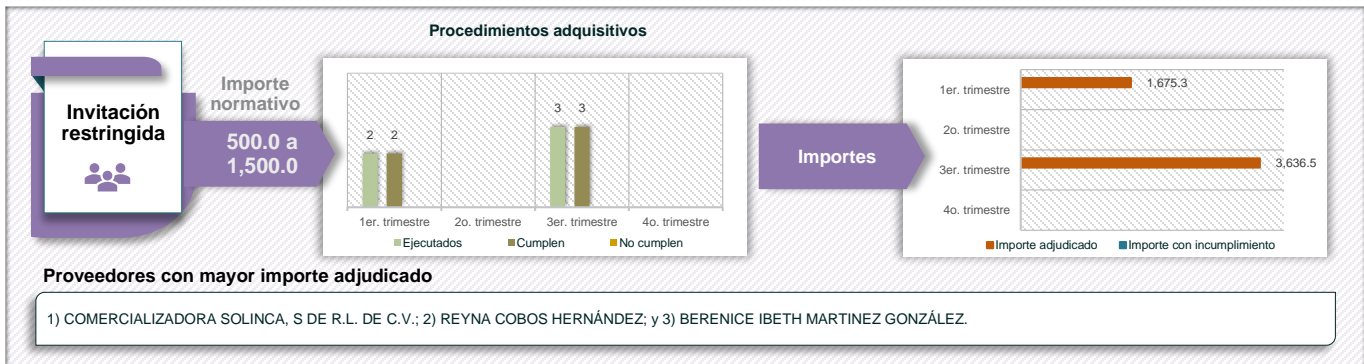 Procedimientos adquisitivos
Invitación
restringida
Importe
normativo
500.0 a
1,500.0
2 2
3 3
1er. trimestre 2o. trimestre 3er. trimestre 4o. trimestre
Ejecutados Cumplen No cumplen
Importes
1er. trimestre 1,675.3
2o. trimestre
3er. trimestre 3,636.5
4o. trimestre
Importe adjudicado Importe con incumplimiento
Proveedores con mayor importe adjudicado
1) COMERCIALIZADORA SOLINCA, S DE R.L. DE C.V.; 2) REYNA COBOS HERNÁNDEZ; y 3) BERENICE IBETH MARTINEZ GONZÁLEZ.